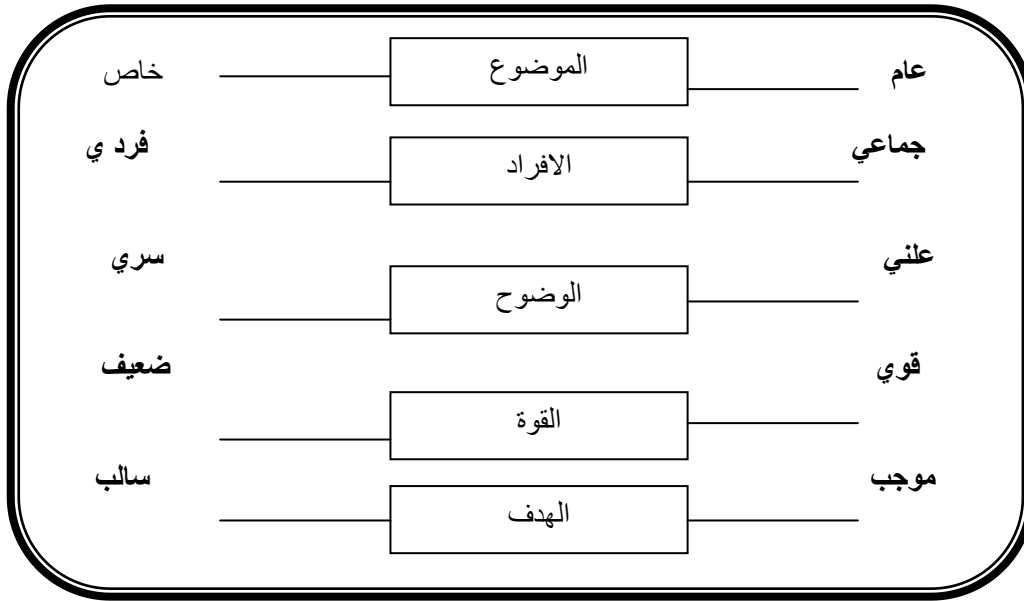 عام الموضوع خاص
جماعي الافراد فرد ي
علني الوضوح سري
قوي القوة ضعيف
موجب الهدف سالب